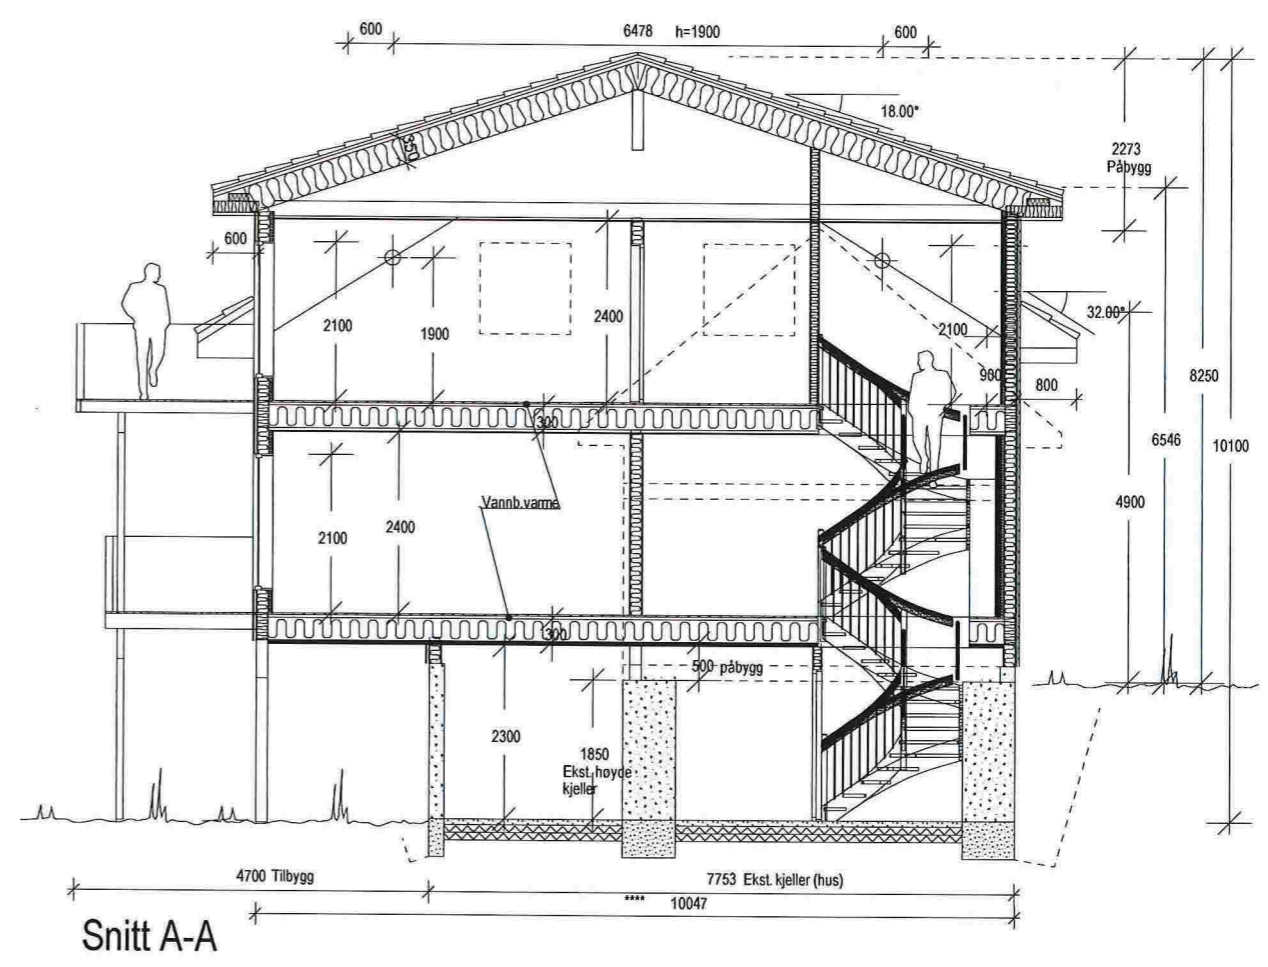 600
6478 h=1900
600
18.00°
350
2273
Påbygg
600
2100
1900
2400
2100
32.00°
900
800
8250
6546
10100
300
4900
Vannb.varme
2100
2400
300
500 påbygg
2300
1850
Ekst. høyde
kjeller
4700 Tilbygg
7753 Ekst. kjeller (hus)
**** 10047
Snitt A-A